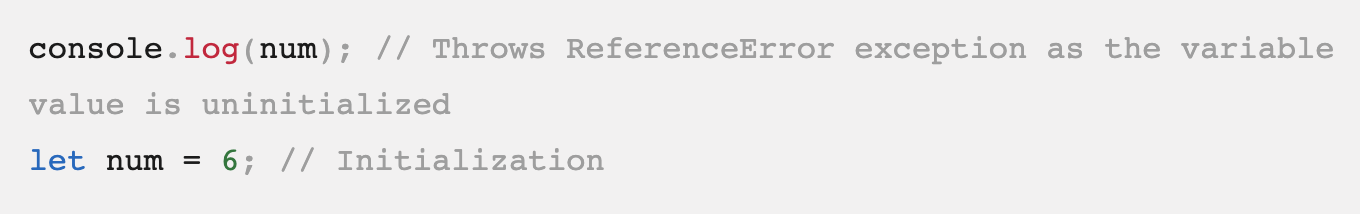 console.log(num); // Throws ReferenceError exception as the variable
value is uninitialized
let num = 6; // Initialization